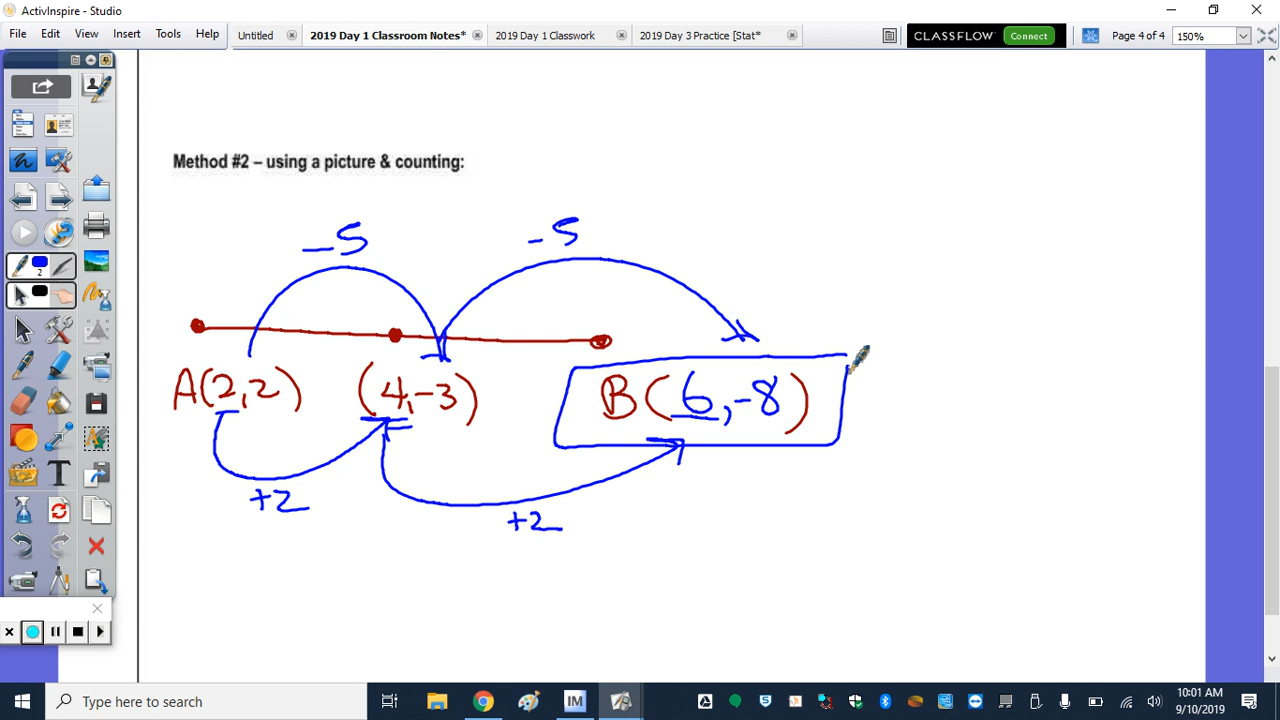 ActivInspire - Studio
File Edit View Insert Tools Help
Untitled
2019 Day 1 Classroom Notes*
2019 Day 1 Classwork
2019 Day 3 Practice [Stat*
CLASSFLOW Connect
Page 4 of 4
150%
2
Method #2 – using a picture & counting:
-5 -5
A(2,2) (4,-3) B(6,-8)
+2
+2
IM
Type here to search
10:01 AM
9/10/2019